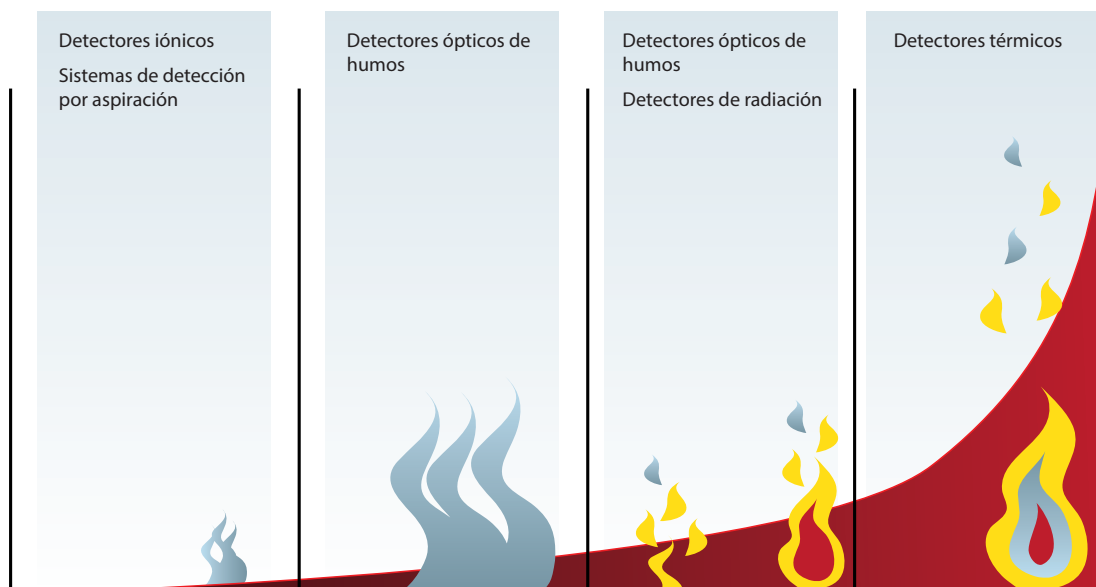 Detectores iónicos
Sistemas de detección
por aspiración
Detectores ópticos de
humos
Detectores ópticos de
humos
Detectores de radiación
Detectores térmicos